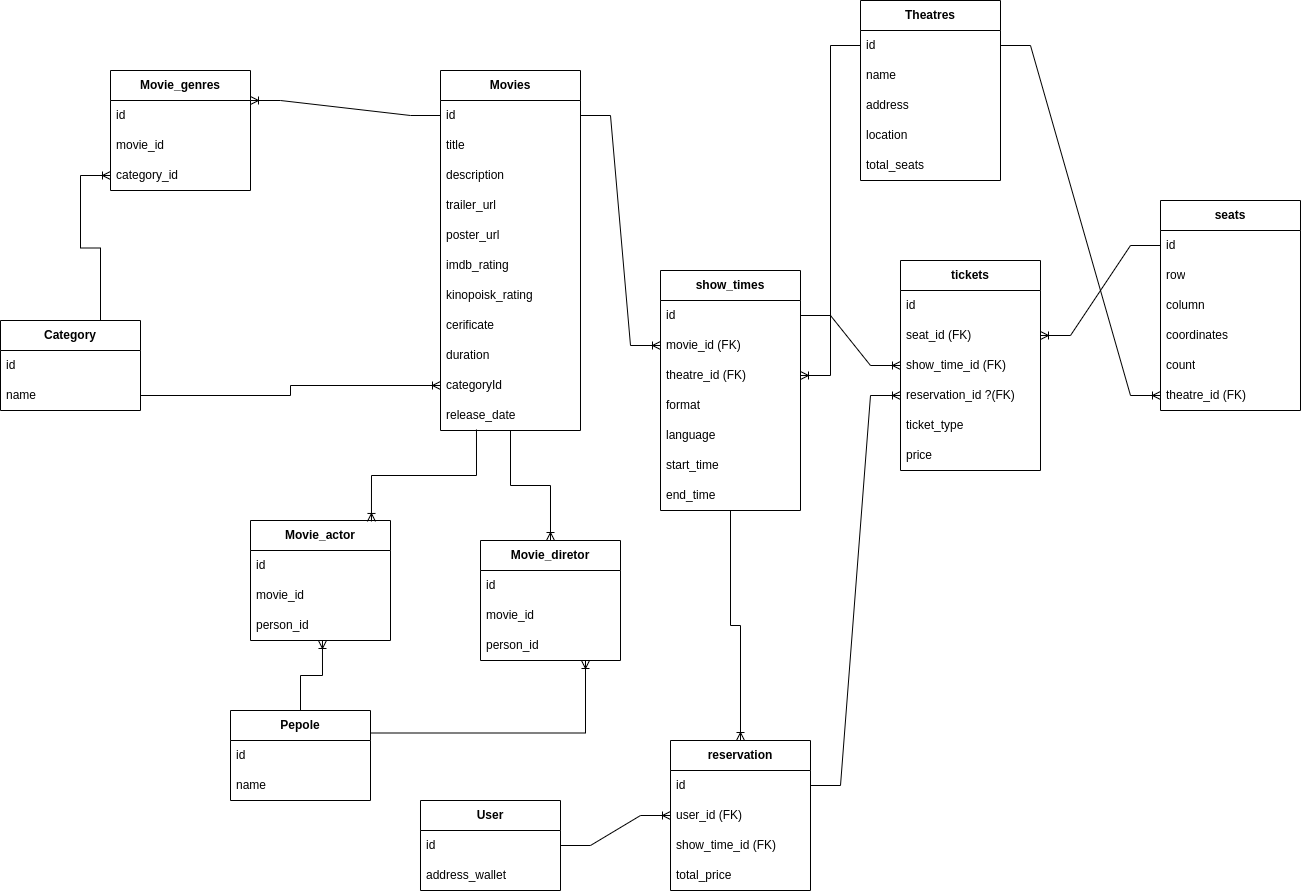 Theatres
id
name
address
location
total_seats
Movie_genres
id
movie_id
category_id
Movies
id
title
description
trailer_url
poster_url
imdb_rating
kinopoisk_rating
cerificate
duration
categoryId
release_date
seats
id
row
column
coordinates
count
theatre_id (FK)
tickets
id
seat_id (FK)
show_time_id (FK)
reservation_id ?(FK)
ticket_type
price
show_times
id
movie_id (FK)
theatre_id (FK)
format
language
start_time
end_time
Category
id
name
Movie_actor
id
movie_id
person_id
Movie_diretor
id
movie_id
person_id
Pepole
id
name
reservation
id
user_id (FK)
show_time_id (FK)
total_price
User
id
address_wallet